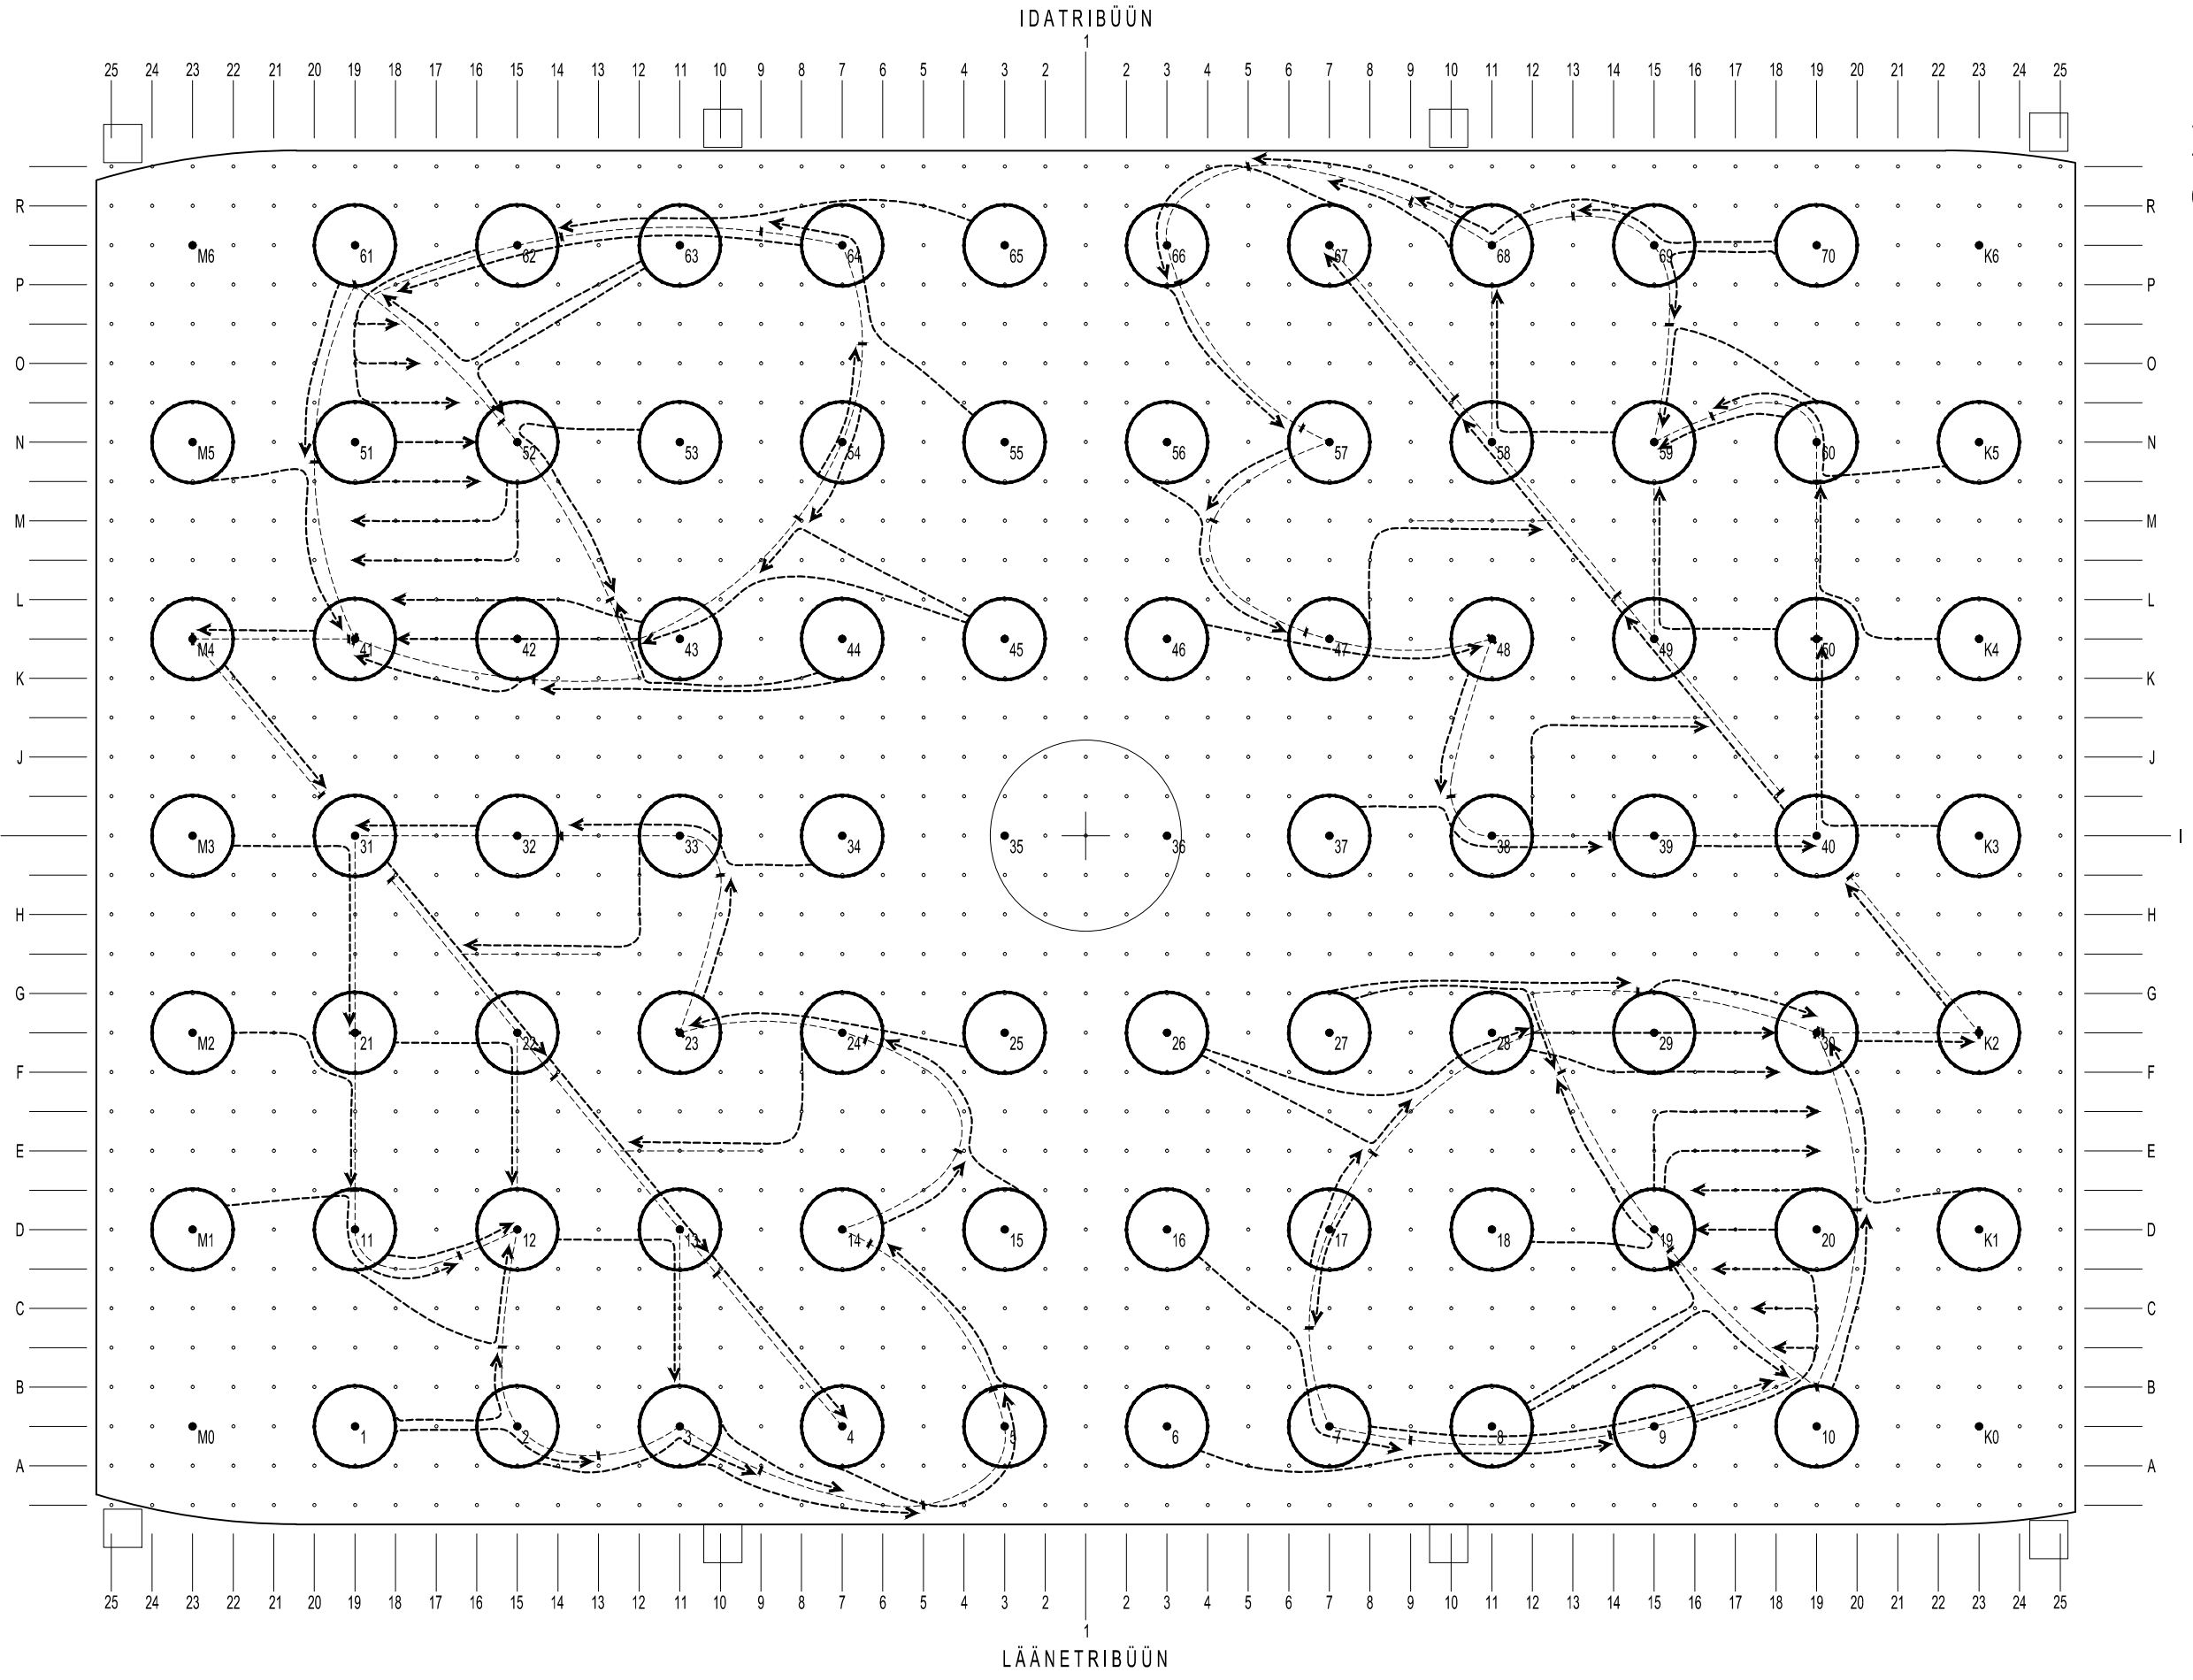 IDATRIBÜÜN
1
25 24 23 22 21 20 19 18 17 16 15 14 13 12 11 10 9 8 7 6 5 4 3 2 2 3 4 5 6 7 8 9 10 11 12 13 14 15 16 17 18 19 20 21 22 23 24 25
R R
M6 61 62 63 64 65 66 67 68 69 70 K6
P P
O O
N N
M5 51 52 53 54 55 56 57 58 59 60 K5
M M
L L
M4 41 42 43 44 45 46 47 48 49 50 K4
K K
J J
I
M3 31 32 33 34 35 36 37 38 39 40 K3
H H
G G
M2 21 22 23 24 25 26 27 28 29 30 K2
F F
E E
D D
M1 11 12 13 14 15 16 17 18 19 20 K1
C C
B B
M0 1 2 3 4 5 6 7 8 9 10 K0
A A
25 24 23 22 21 20 19 18 17 16 15 14 13 12 11 10 9 8 7 6 5 4 3 2 2 3 4 5 6 7 8 9 10 11 12 13 14 15 16 17 18 19 20 21 22 23 24 25
1
LÄÄNETRIBÜÜN